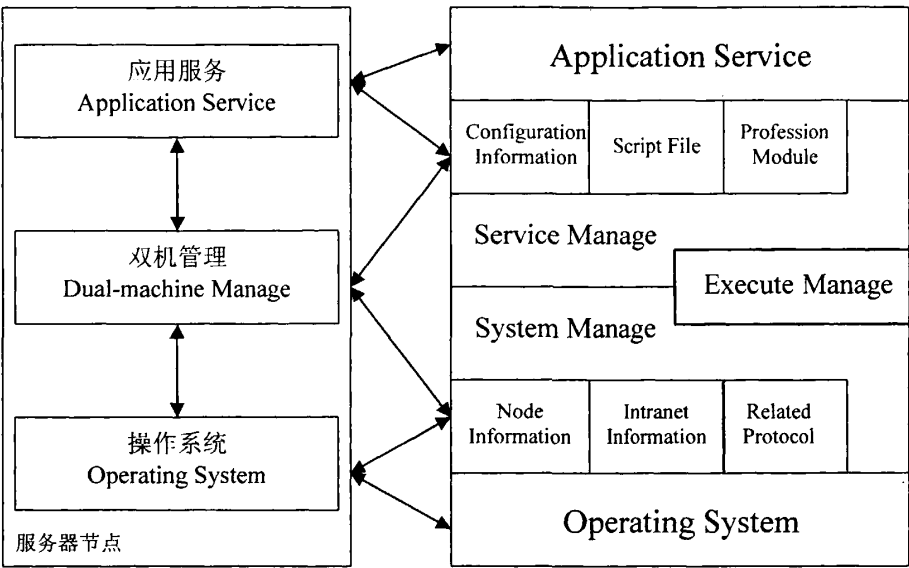 应用服务
Application Service
双机管理
Dual-machine Manage
操作系统
Operating System
服务器节点
Application Service
Configuration
Information
Script File
Profession
Module
Service Manage
Execute Manage
System Manage
Node
Information
Intranet
Information
Related
Protocol
Operating System